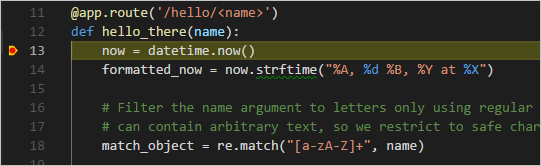 11 @app.route('/hello/<name>')
12 def hello_there(name):
13 now = datetime.now()
14 formatted_now = now.strftime("%A, %d %B, %Y at %X")
15
16 # Filter the name argument to letters only using regular
17 # can contain arbitrary text, so we restrict to safe char
18 match_object = re.match("[a-zA-Z]+", name)